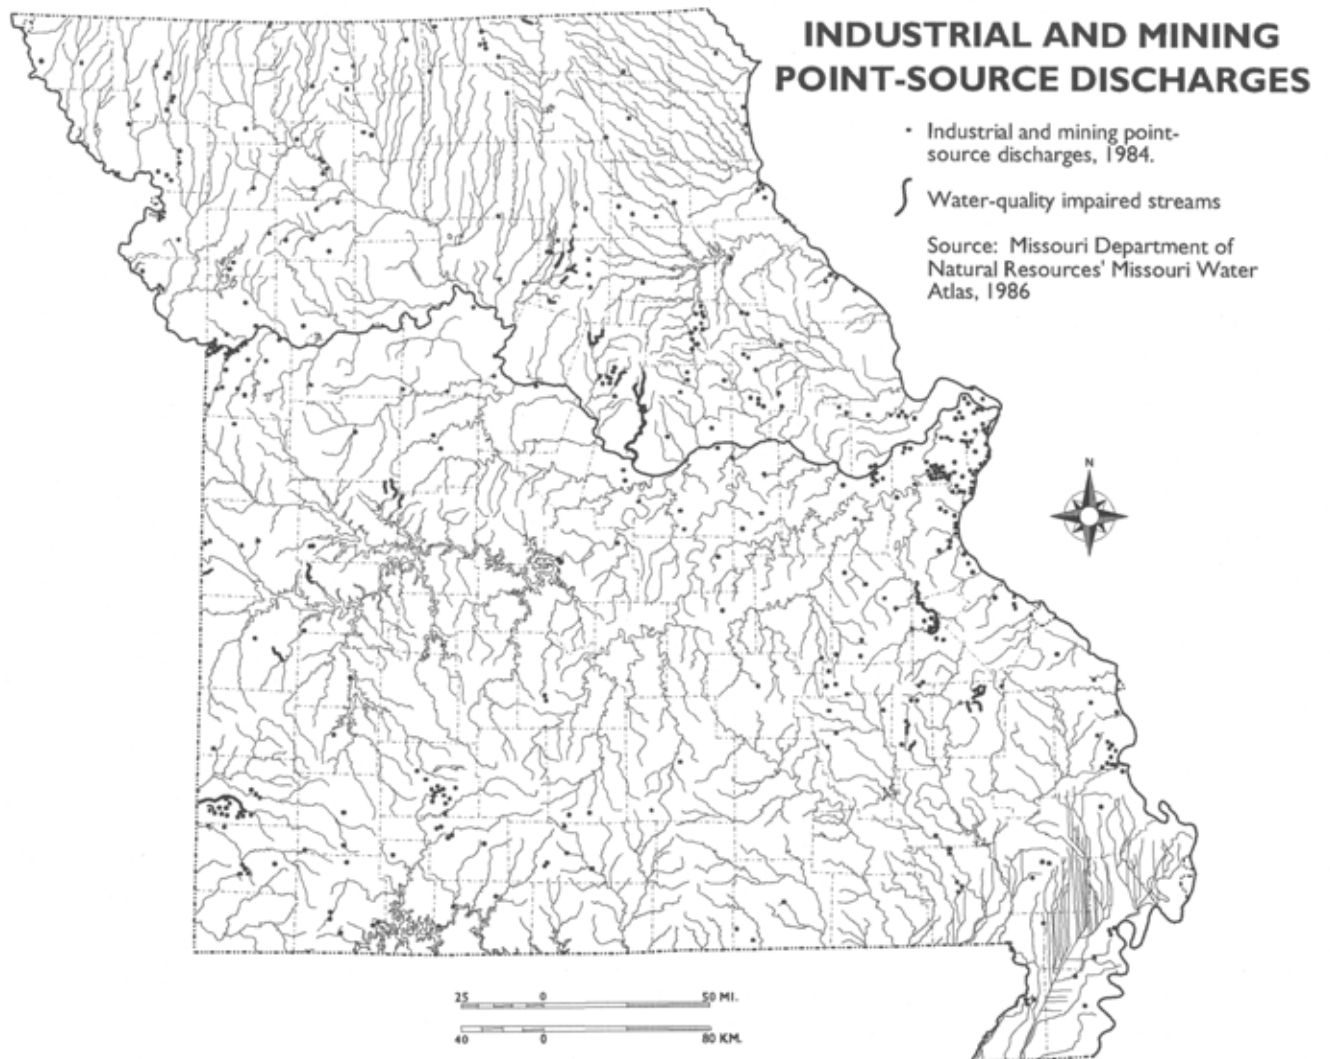 INDUSTRIAL AND MINING
POINT-SOURCE DISCHARGES
Industrial and mining point-
source discharges, 1984.
Water-quality impaired streams
Source: Missouri Department of
Natural Resources' Missouri Water
Atlas, 1986
N
25 0 50 MI.
40 0 80 KM.